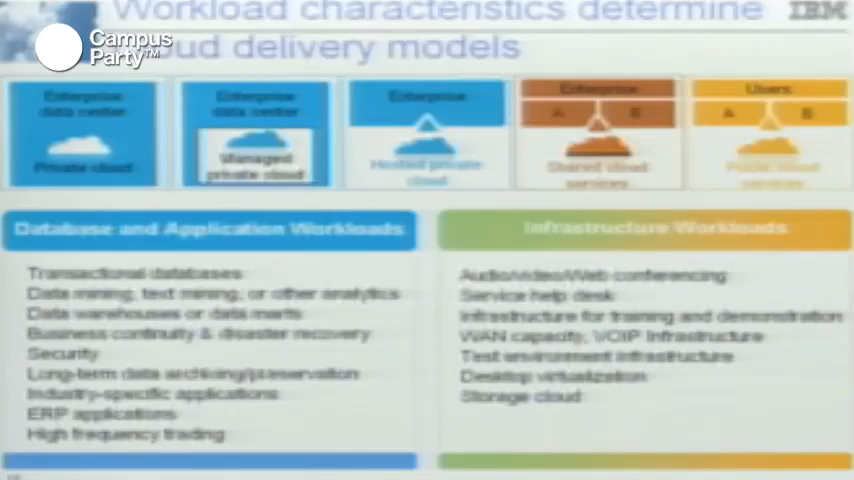 Workload characteristics determine
IBM
cloud delivery models
Campus
Party™
Enterprise
data center
Private cloud
Enterprise
data center
Managed
private cloud
Enterprise
Hosted private
cloud
Enterprise
A
B
Shared cloud
services
Users
A
B
Public cloud
services
Database and Application Workloads
Transactional databases
Data mining, text mining, or other analytics
Data warehouses or data marts
Business continuity & disaster recovery
Security
Long-term data archiving/preservation
Industry-specific applications
ERP applications
High frequency trading
Infrastructure Workloads
Audio/video/Web conferencing
Service help desk
Infrastructure for training and demonstration
WAN capacity, VOIP Infrastructure
Test environment infrastructure
Desktop virtualization
Storage cloud